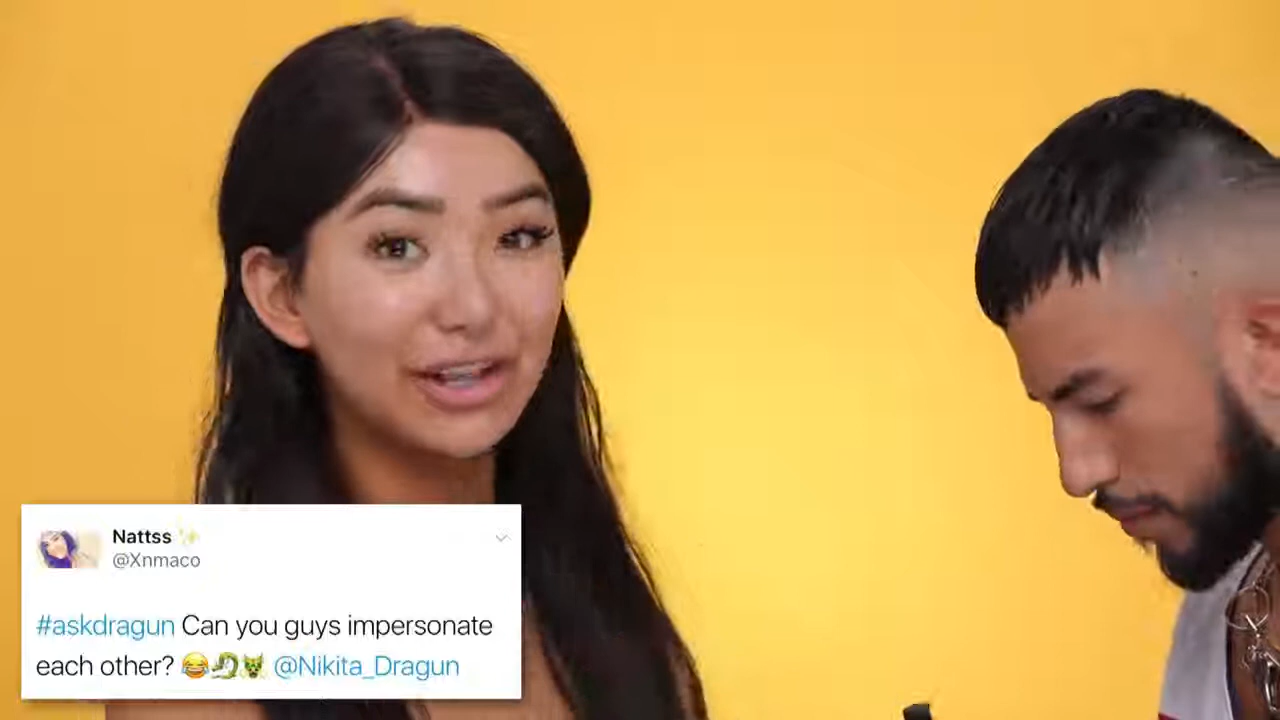 Nattss ✨
@Xnmaco
#askdragun Can you guys impersonate
each other? 😂🐉🐲 @Nikita_Dragun